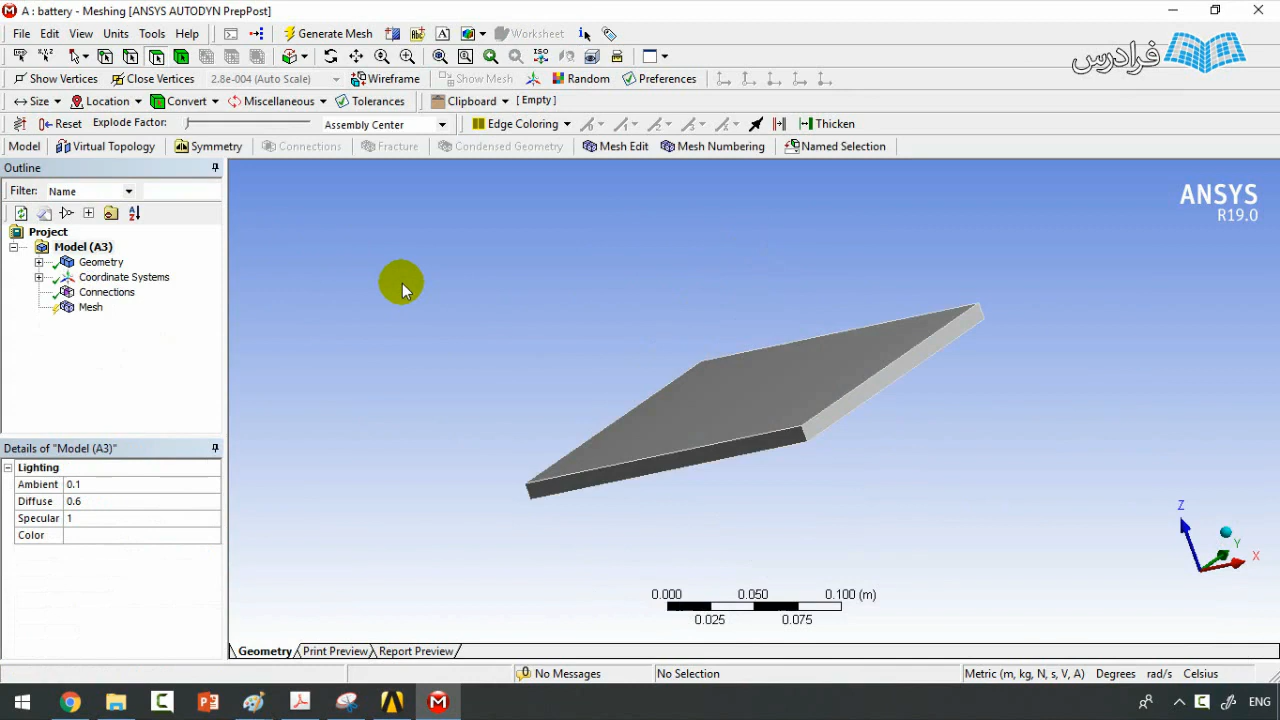 A : battery - Meshing [ANSYS AUTODYN PrepPost]
File Edit View Units Tools Help Generate Mesh Worksheet
فرادرس
Show Vertices Close Vertices 2.8e-004 (Auto Scale) Wireframe Show Mesh Random Preferences
Size Location Convert Miscellaneous Tolerances Clipboard [ Empty ]
Reset Explode Factor: Assembly Center Edge Coloring Thicken
Model Virtual Topology Symmetry Connections Fracture Condensed Geometry Mesh Edit Mesh Numbering Named Selection
Outline
Filter: Name
Project
Model (A3)
Geometry
Coordinate Systems
Connections
Mesh
ANSYS
R19.0
Details of "Model (A3)"
Lighting
Ambient 0.1
Diffuse 0.6
Specular 1
Color
Z
Y
X
0.000 0.050 0.100 (m)
0.025 0.075
Geometry Print Preview Report Preview
0 No Messages No Selection Metric (m, kg, N, s, V, A) Degrees rad/s Celsius
ENG